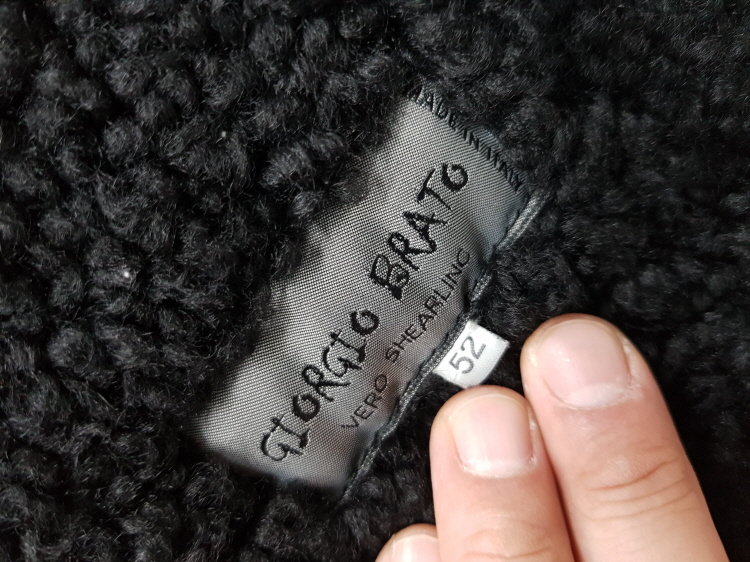 GIORGIO BRATO
VERO SHEARLING
MADE IN ITALY
52